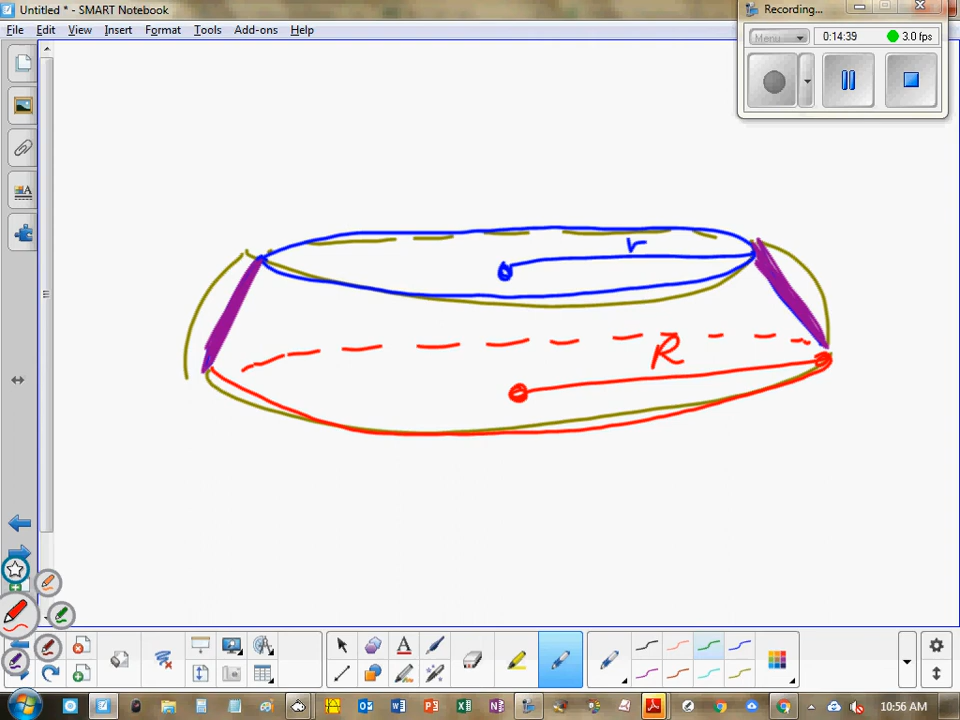 Untitled * - SMART Notebook
Recording...
File Edit View Insert Format Tools Add-ons Help
Menu
0:14:39
3.0 fps
r
R
10:56 AM